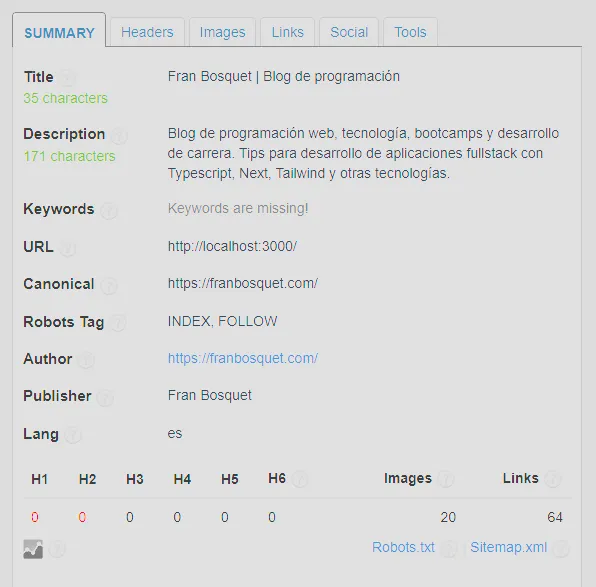 SUMMARY Headers Images Links Social Tools
Title ? Fran Bosquet | Blog de programación
35 characters
Description ? Blog de programación web, tecnología, bootcamps y desarrollo
171 characters de carrera. Tips para desarrollo de aplicaciones fullstack con
Typescript, Next, Tailwind y otras tecnologías.
Keywords ? Keywords are missing!
URL ? http://localhost:3000/
Canonical ? https://franbosquet.com/
Robots Tag ? INDEX, FOLLOW
Author ? https://franbosquet.com/
Publisher ? Fran Bosquet
Lang ? es
H1 H2 H3 H4 H5 H6 ? Images ? Links ?
0 0 0 0 0 0 20 64
? Robots.txt ? Sitemap.xml ?